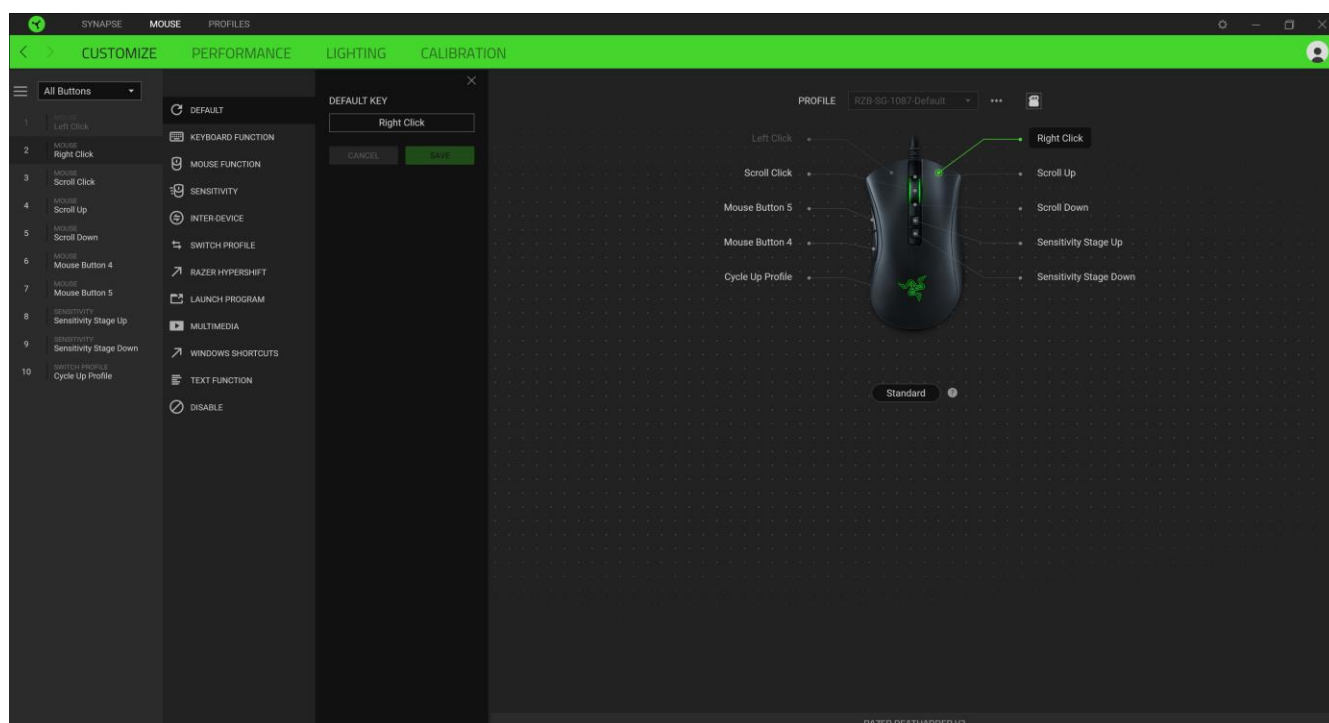 SYNAPSE MOUSE PROFILES
CUSTOMIZE PERFORMANCE LIGHTING CALIBRATION
All Buttons
1 MOUSE
Left Click
2 MOUSE
Right Click
3 MOUSE
Scroll Click
4 MOUSE
Scroll Up
5 MOUSE
Scroll Down
6 MOUSE
Mouse Button 4
7 MOUSE
Mouse Button 5
8 SENSITIVITY
Sensitivity Stage Up
9 SENSITIVITY
Sensitivity Stage Down
10 SWITCH PROFILE
Cycle Up Profile
DEFAULT
KEYBOARD FUNCTION
MOUSE FUNCTION
SENSITIVITY
INTER-DEVICE
SWITCH PROFILE
RAZER HYPERSHIFT
LAUNCH PROGRAM
MULTIMEDIA
WINDOWS SHORTCUTS
TEXT FUNCTION
DISABLE
DEFAULT KEY
Right Click
CANCEL SAVE
PROFILE RZB-SG-1087-Default
Left Click
Scroll Click
Mouse Button 5
Mouse Button 4
Cycle Up Profile
Right Click
Scroll Up
Scroll Down
Sensitivity Stage Up
Sensitivity Stage Down
Standard ?